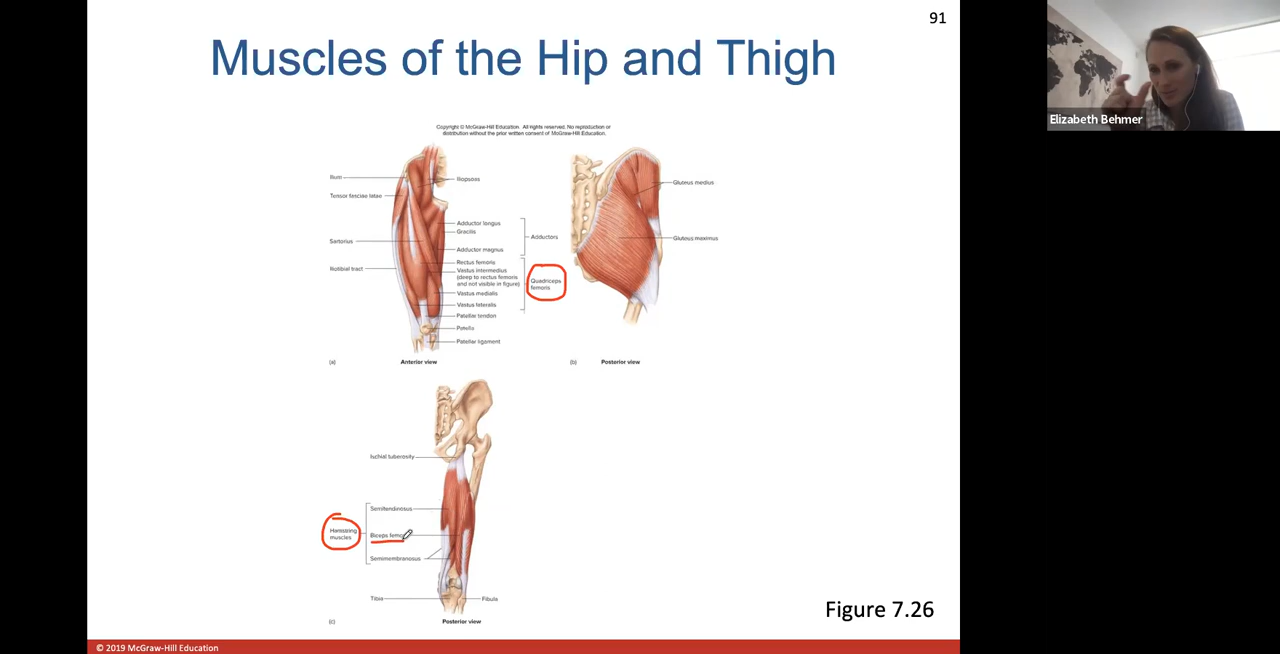 91
Muscles of the Hip and Thigh
Elizabeth Behmer
Copyright © McGraw-Hill Education. All rights reserved. No reproduction or
distribution without the prior written consent of McGraw-Hill Education.
Ilium
Tensor fasciae latae
Sartorius
Iliotibial tract
Iliopsoas
Adductor longus
Gracilis
Adductor magnus
Adductors
Rectus femoris
Vastus intermedius
(deep to rectus femoris
and not visible in figure)
Vastus medialis
Vastus lateralis
Quadriceps
femoris
Patellar tendon
Patella
Patellar ligament
(a)
Anterior view
Gluteus medius
Gluteus maximus
(b)
Posterior view
Ischial tuberosity
Hamstring
muscles
Semitendinosus
Biceps femo
Semimembranosus
Tibia
Fibula
(c)
Posterior view
Figure 7.26
© 2019 McGraw-Hill Education